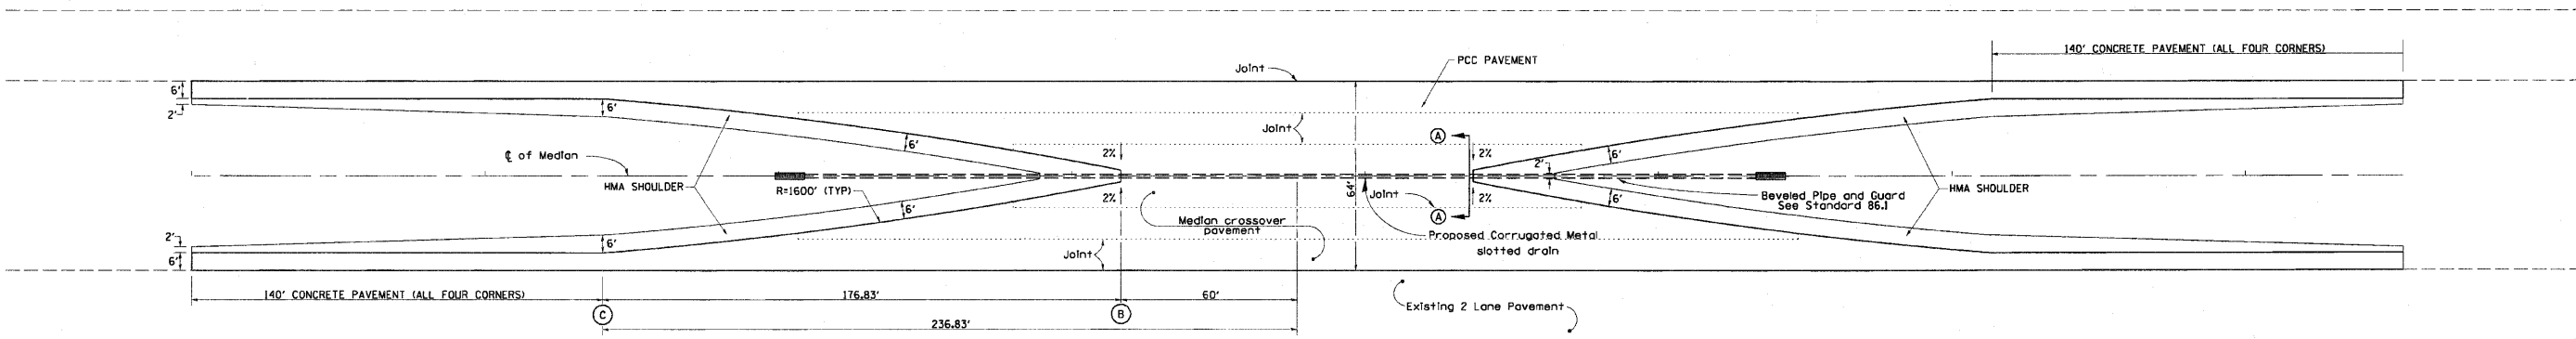 140' CONCRETE PAVEMENT (ALL FOUR CORNERS)
Joint
PCC PAVEMENT
6'
2'
6'
Joint
6'
A
2%
2%
6'
2'
℄ of Median
HMA SHOULDER
R=1600' (TYP)
64'
Joint
HMA SHOULDER
Beveled Pipe and Guard
See Standard 86.1
2%
2%
6'
6'
A
Median crossover
pavement
Proposed Corrugated Metal
slotted drain
2'
6'
6'
Joint
140' CONCRETE PAVEMENT (ALL FOUR CORNERS)
176.83'
60'
Existing 2 Lane Pavement
C
B
236.83'